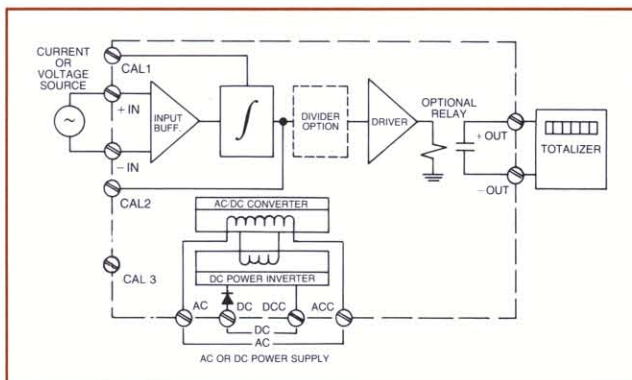 CURRENT OR
VOLTAGE
SOURCE
CAL1
+ IN
– IN
CAL2
CAL 3
INPUT
BUFF.
∫
DIVIDER
OPTION
DRIVER
OPTIONAL
RELAY
+ OUT
– OUT
TOTALIZER
AC/DC CONVERTER
DC POWER INVERTER
AC
DC
DCC
ACC
DC
AC
AC OR DC POWER SUPPLY